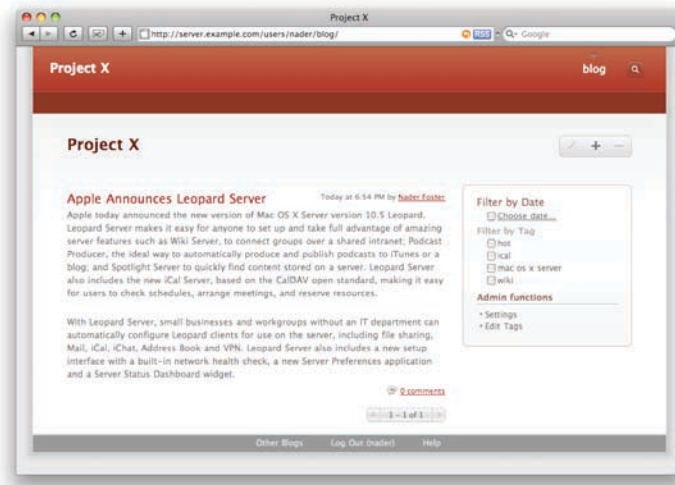 Project X
http://server.example.com/users/nader/blog/
RSS
Google
Project X
blog
Project X
Apple Announces Leopard Server
Today at 6:54 PM by Nader Foster
Apple today announced the new version of Mac OS X Server version 10.5 Leopard.
Leopard Server makes it easy for anyone to set up and take full advantage of amazing
server features such as Wiki Server, to connect groups over a shared intranet; Podcast
Producer, the ideal way to automatically produce and publish podcasts to iTunes or a
blog; and Spotlight Server to quickly find content stored on a server. Leopard Server
also includes the new iCal Server, based on the CalDAV open standard, making it easy
for users to check schedules, arrange meetings, and reserve resources.
With Leopard Server, small businesses and workgroups without an IT department can
automatically configure Leopard clients for use on the server, including file sharing,
Mail, iCal, iChat, Address Book and VPN. Leopard Server also includes a new setup
interface with a built-in network health check, a new Server Preferences application
and a Server Status Dashboard widget.
0 comments
1 - 1 of 1
Filter by Date
Choose date...
Filter by Tag
hot
ical
mac os x server
wiki
Admin functions
• Settings
• Edit Tags
Other Blogs
Log Out (nader)
Help